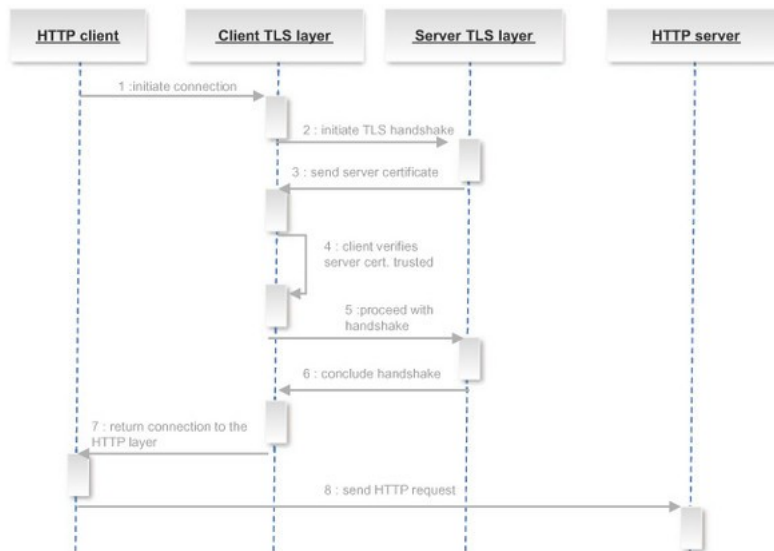 HTTP client
Client TLS layer
Server TLS layer
HTTP server
1 :initiate connection
2 : initiate TLS handshake
3 : send server certificate
4 : client verifies
server cert. trusted
5 :proceed with
handshake
6 : conclude handshake
7 : return connection to the
HTTP layer
8 : send HTTP request